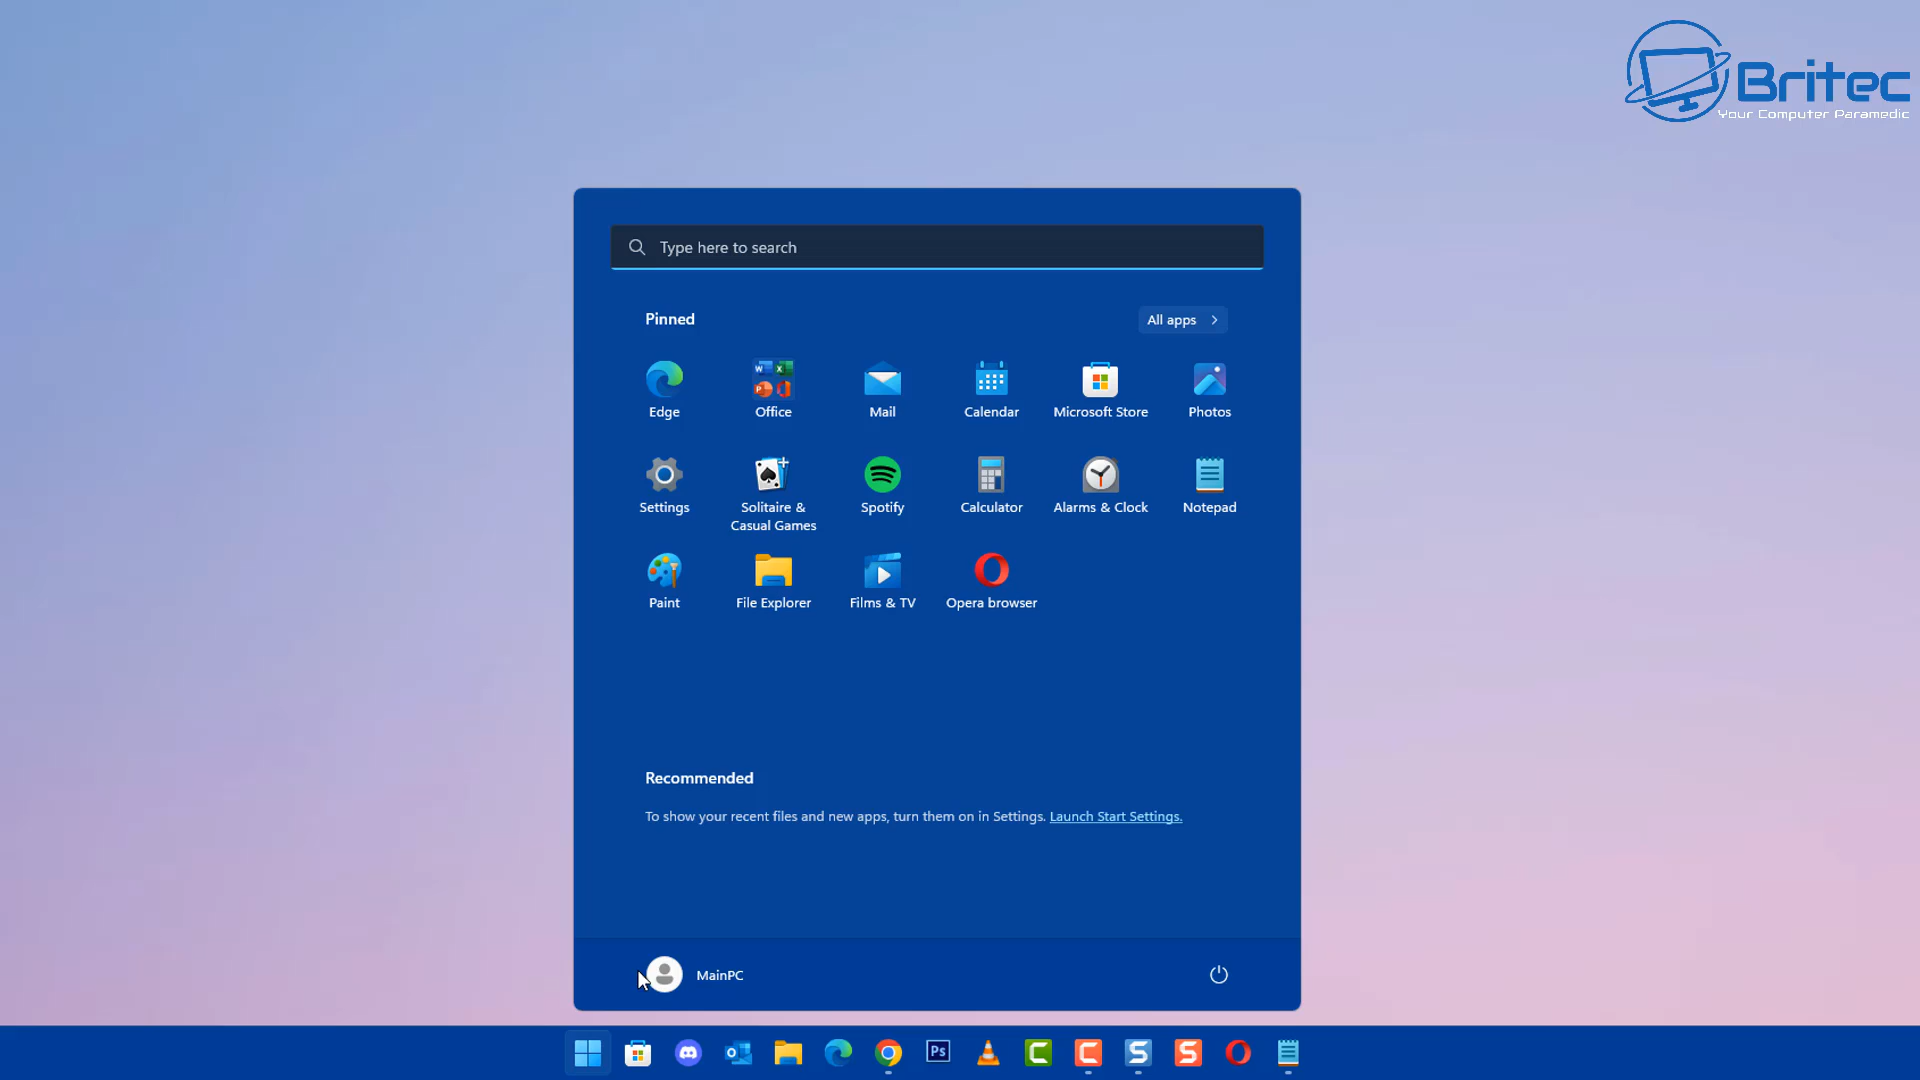 Britec
Your Computer Paramedic
Type here to search
Pinned
All apps
Edge
Office
Mail
Calendar
Microsoft Store
Photos
Settings
Solitaire &
Casual Games
Spotify
Calculator
Alarms & Clock
Notepad
Paint
File Explorer
Films & TV
Opera browser
Recommended
To show your recent files and new apps, turn them on in Settings. Launch Start Settings.
MainPC
Ps